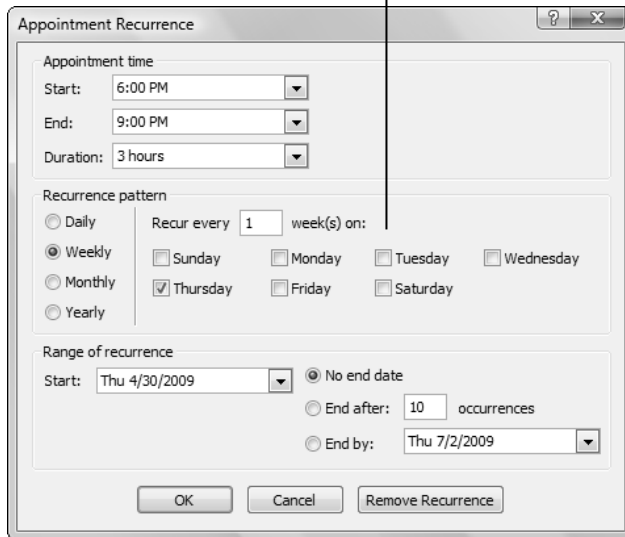 Appointment Recurrence
?
X
Appointment time
Start: 6:00 PM
End: 9:00 PM
Duration: 3 hours
Recurrence pattern
Daily
Weekly
Monthly
Yearly
Recur every 1 week(s) on:
Sunday Monday Tuesday Wednesday
Thursday Friday Saturday
Range of recurrence
Start: Thu 4/30/2009
No end date
End after: 10 occurrences
End by: Thu 7/2/2009
OK Cancel Remove Recurrence